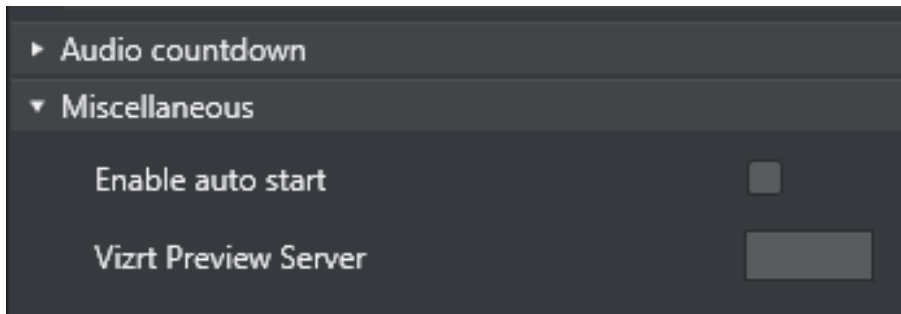 Audio countdown
Miscellaneous
Enable auto start
Vizrt Preview Server